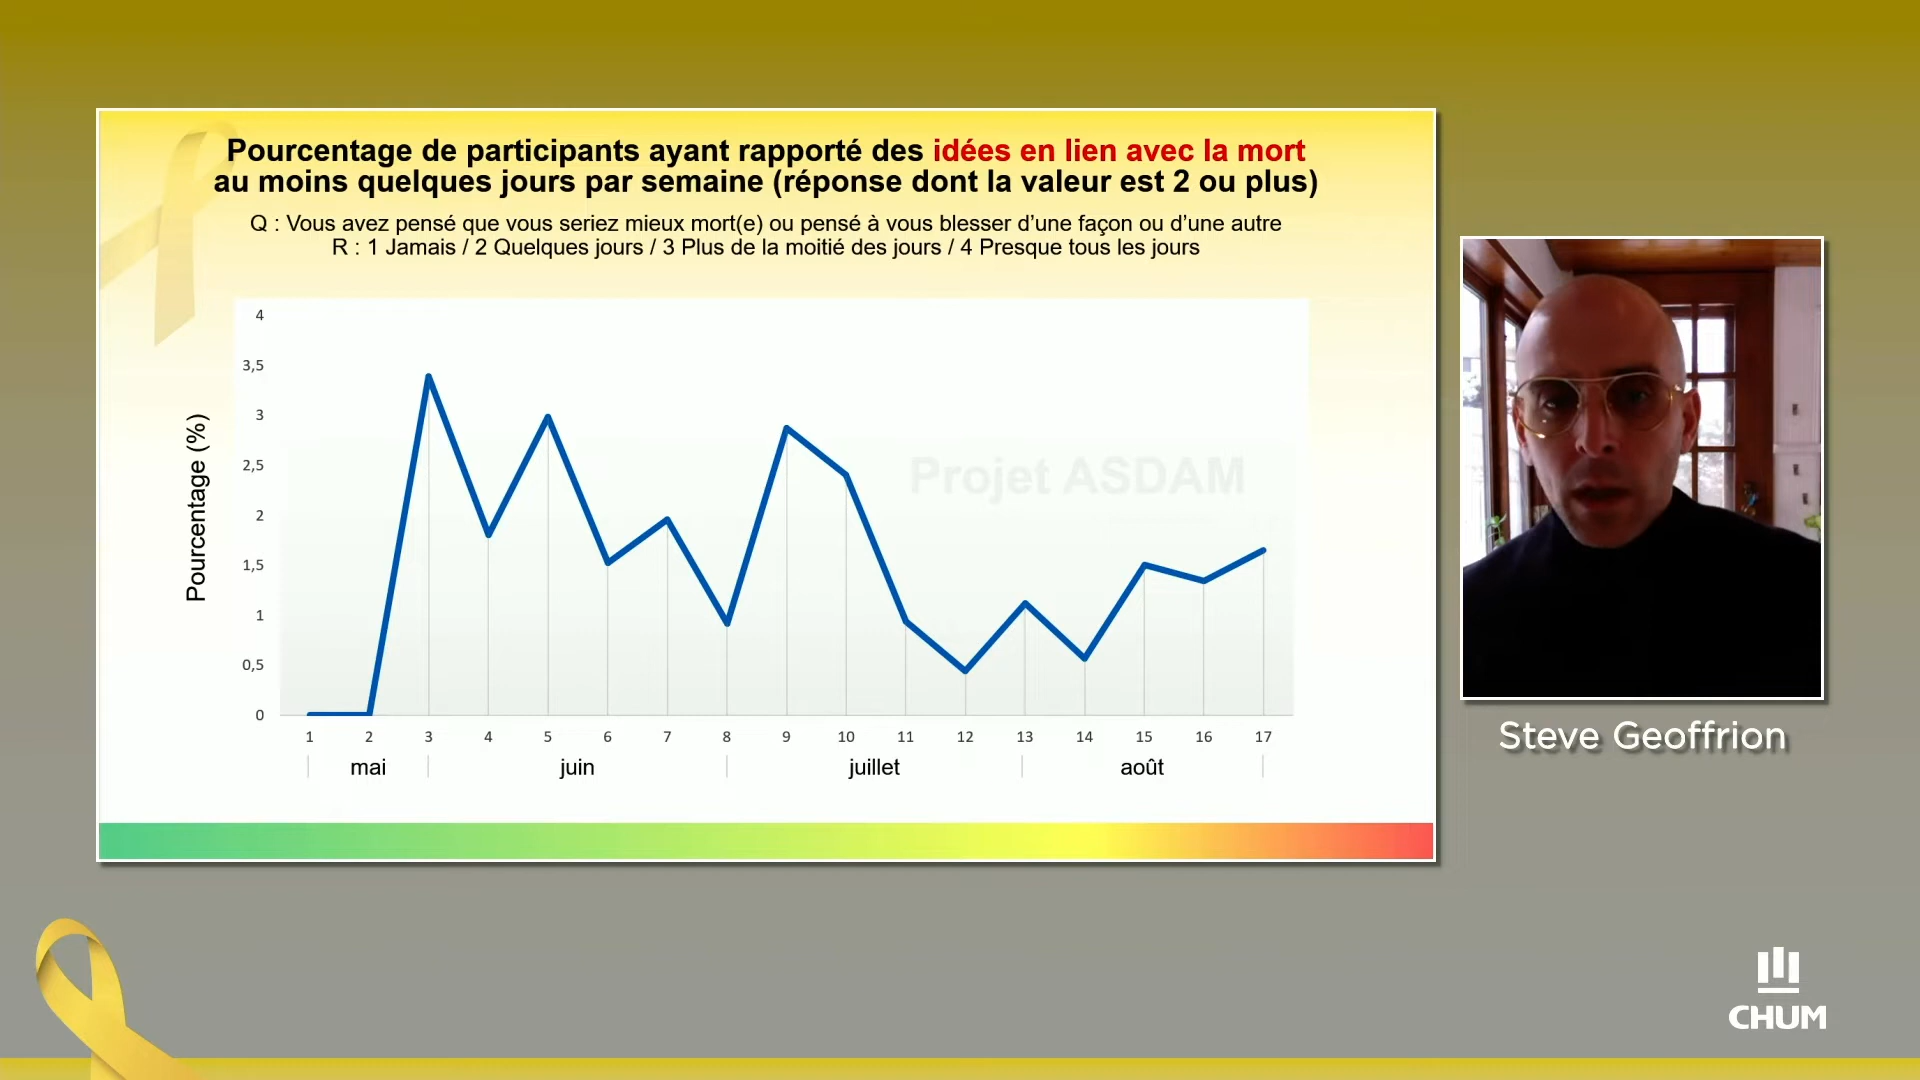 Pourcentage de participants ayant rapporté des idées en lien avec la mort
au moins quelques jours par semaine (réponse dont la valeur est 2 ou plus)
Q : Vous avez pensé que vous seriez mieux mort(e) ou pensé à vous blesser d’une façon ou d’une autre
R : 1 Jamais / 2 Quelques jours / 3 Plus de la moitié des jours / 4 Presque tous les jours
Pourcentage (%)
4
3,5
3
2,5
2
1,5
1
0,5
0
Projet ASDAM
1 2 3 4 5 6 7 8 9 10 11 12 13 14 15 16 17
mai juin juillet août
Steve Geoffrion
CHUM